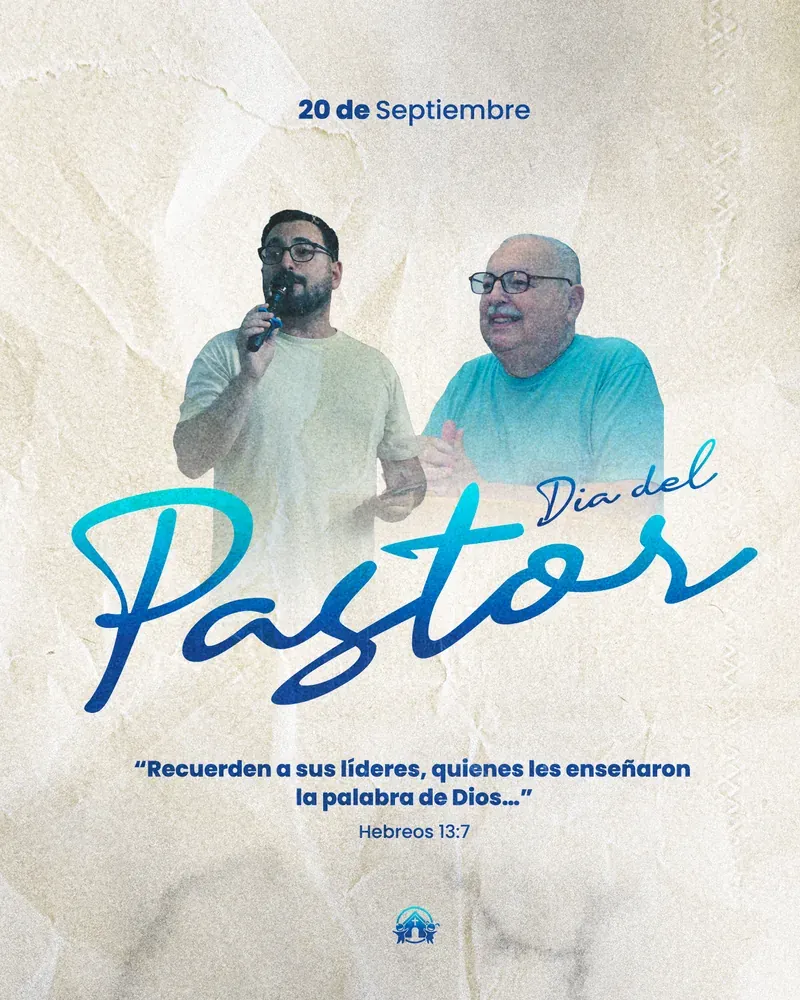 20 de Septiembre
Dia del
Pastor
“Recuerden a sus líderes, quienes les enseñaron
la palabra de Dios...”
Hebreos 13:7